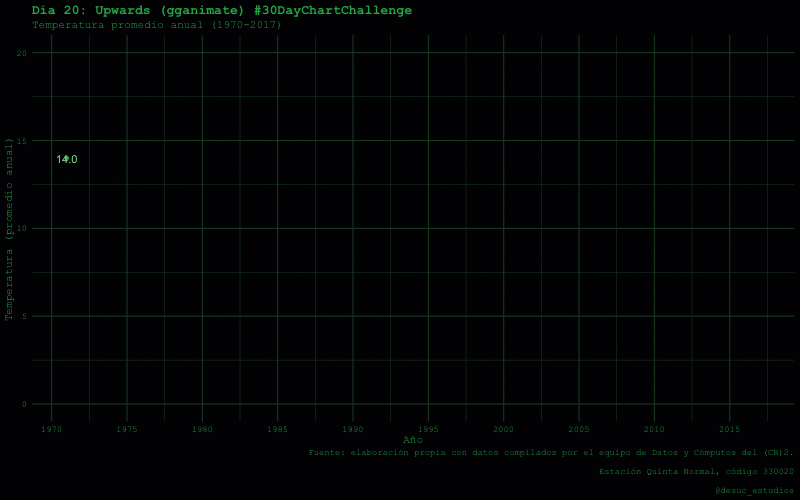 Día 20: Upwards (gganimate) #30DayChartChallenge
Temperatura promedio anual (1970-2017)
Temperatura (promedio anual)
20
15
10
5
0
14.0
1970 1975 1980 1985 1990 1995 2000 2005 2010 2015
Año
Fuente: elaboración propia con datos compilados por el equipo de Datos y Cómputos del (CR)2.
Estación Quinta Normal, código 330020
@desuc_estudios